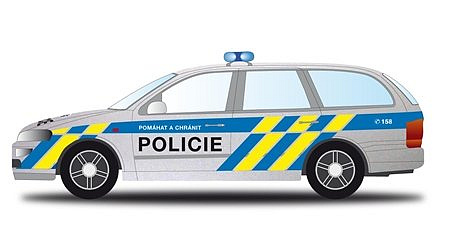 POMÁHAT A CHRÁNIT
✆ 158
POLICIE